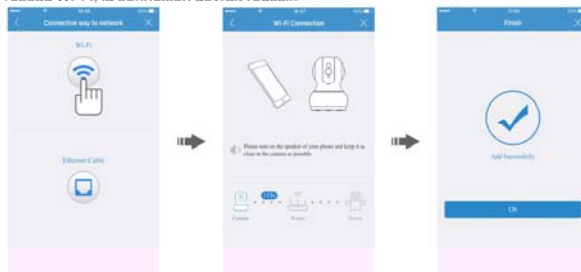 Connective way to network
Wi-Fi
Ethernet Cable
Wi-Fi Connection
Please turn on the speaker of your phone and keep it as
close to the camera as possible
Camera
Router
Server
Finish
Add Successfully
Ok